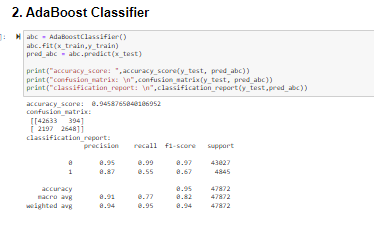 2. AdaBoost Classifier
abc = AdaBoostClassifier()
abc.fit(x_train,y_train)
pred_abc = abc.predict(x_test)
print("accuracy_score: ",accuracy_score(y_test, pred_abc))
print("confusion_matrix: \n",confusion_matrix(y_test, pred_abc))
print("classification_report: \n",classification_report(y_test,pred_abc))
accuracy_score: 0.9458765040106952
confusion_matrix:
[[42633 394]
[ 2197 2648]]
classification_report:
precision recall f1-score support
0 0.95 0.99 0.97 43027
1 0.87 0.55 0.67 4845
accuracy 0.95 47872
macro avg 0.91 0.77 0.82 47872
weighted avg 0.94 0.95 0.94 47872